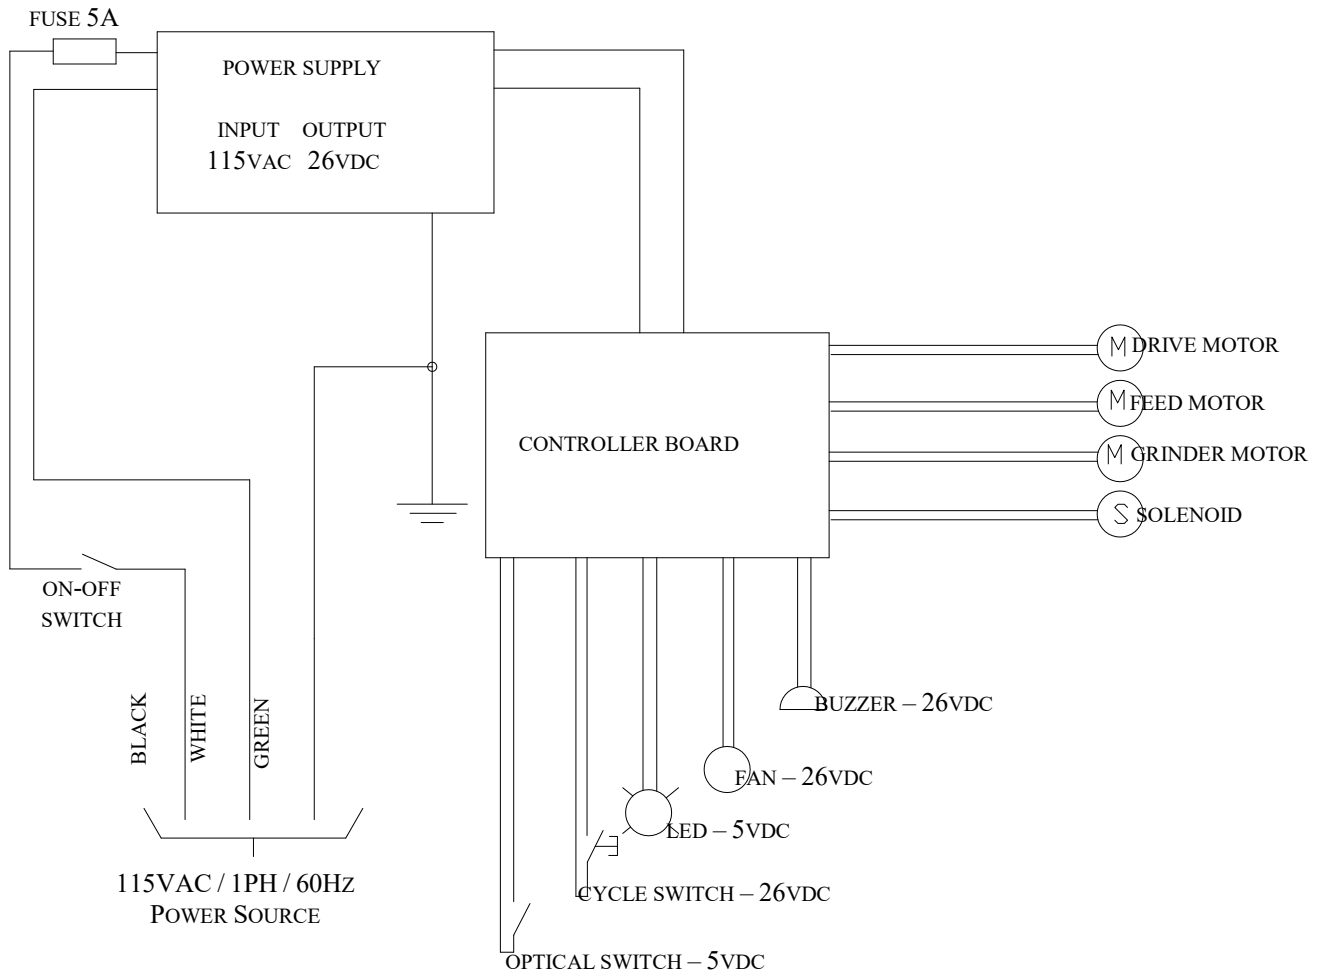 FUSE 5A
POWER SUPPLY
INPUT OUTPUT
115VAC 26VDC
M DRIVE MOTOR
M FEED MOTOR
CONTROLLER BOARD
M GRINDER MOTOR
S SOLENOID
ON-OFF
SWITCH
BLACK
WHITE
GREEN
BUZZER – 26VDC
FAN – 26VDC
LED – 5VDC
115VAC / 1PH / 60HZ
POWER SOURCE
CYCLE SWITCH – 26VDC
OPTICAL SWITCH – 5VDC